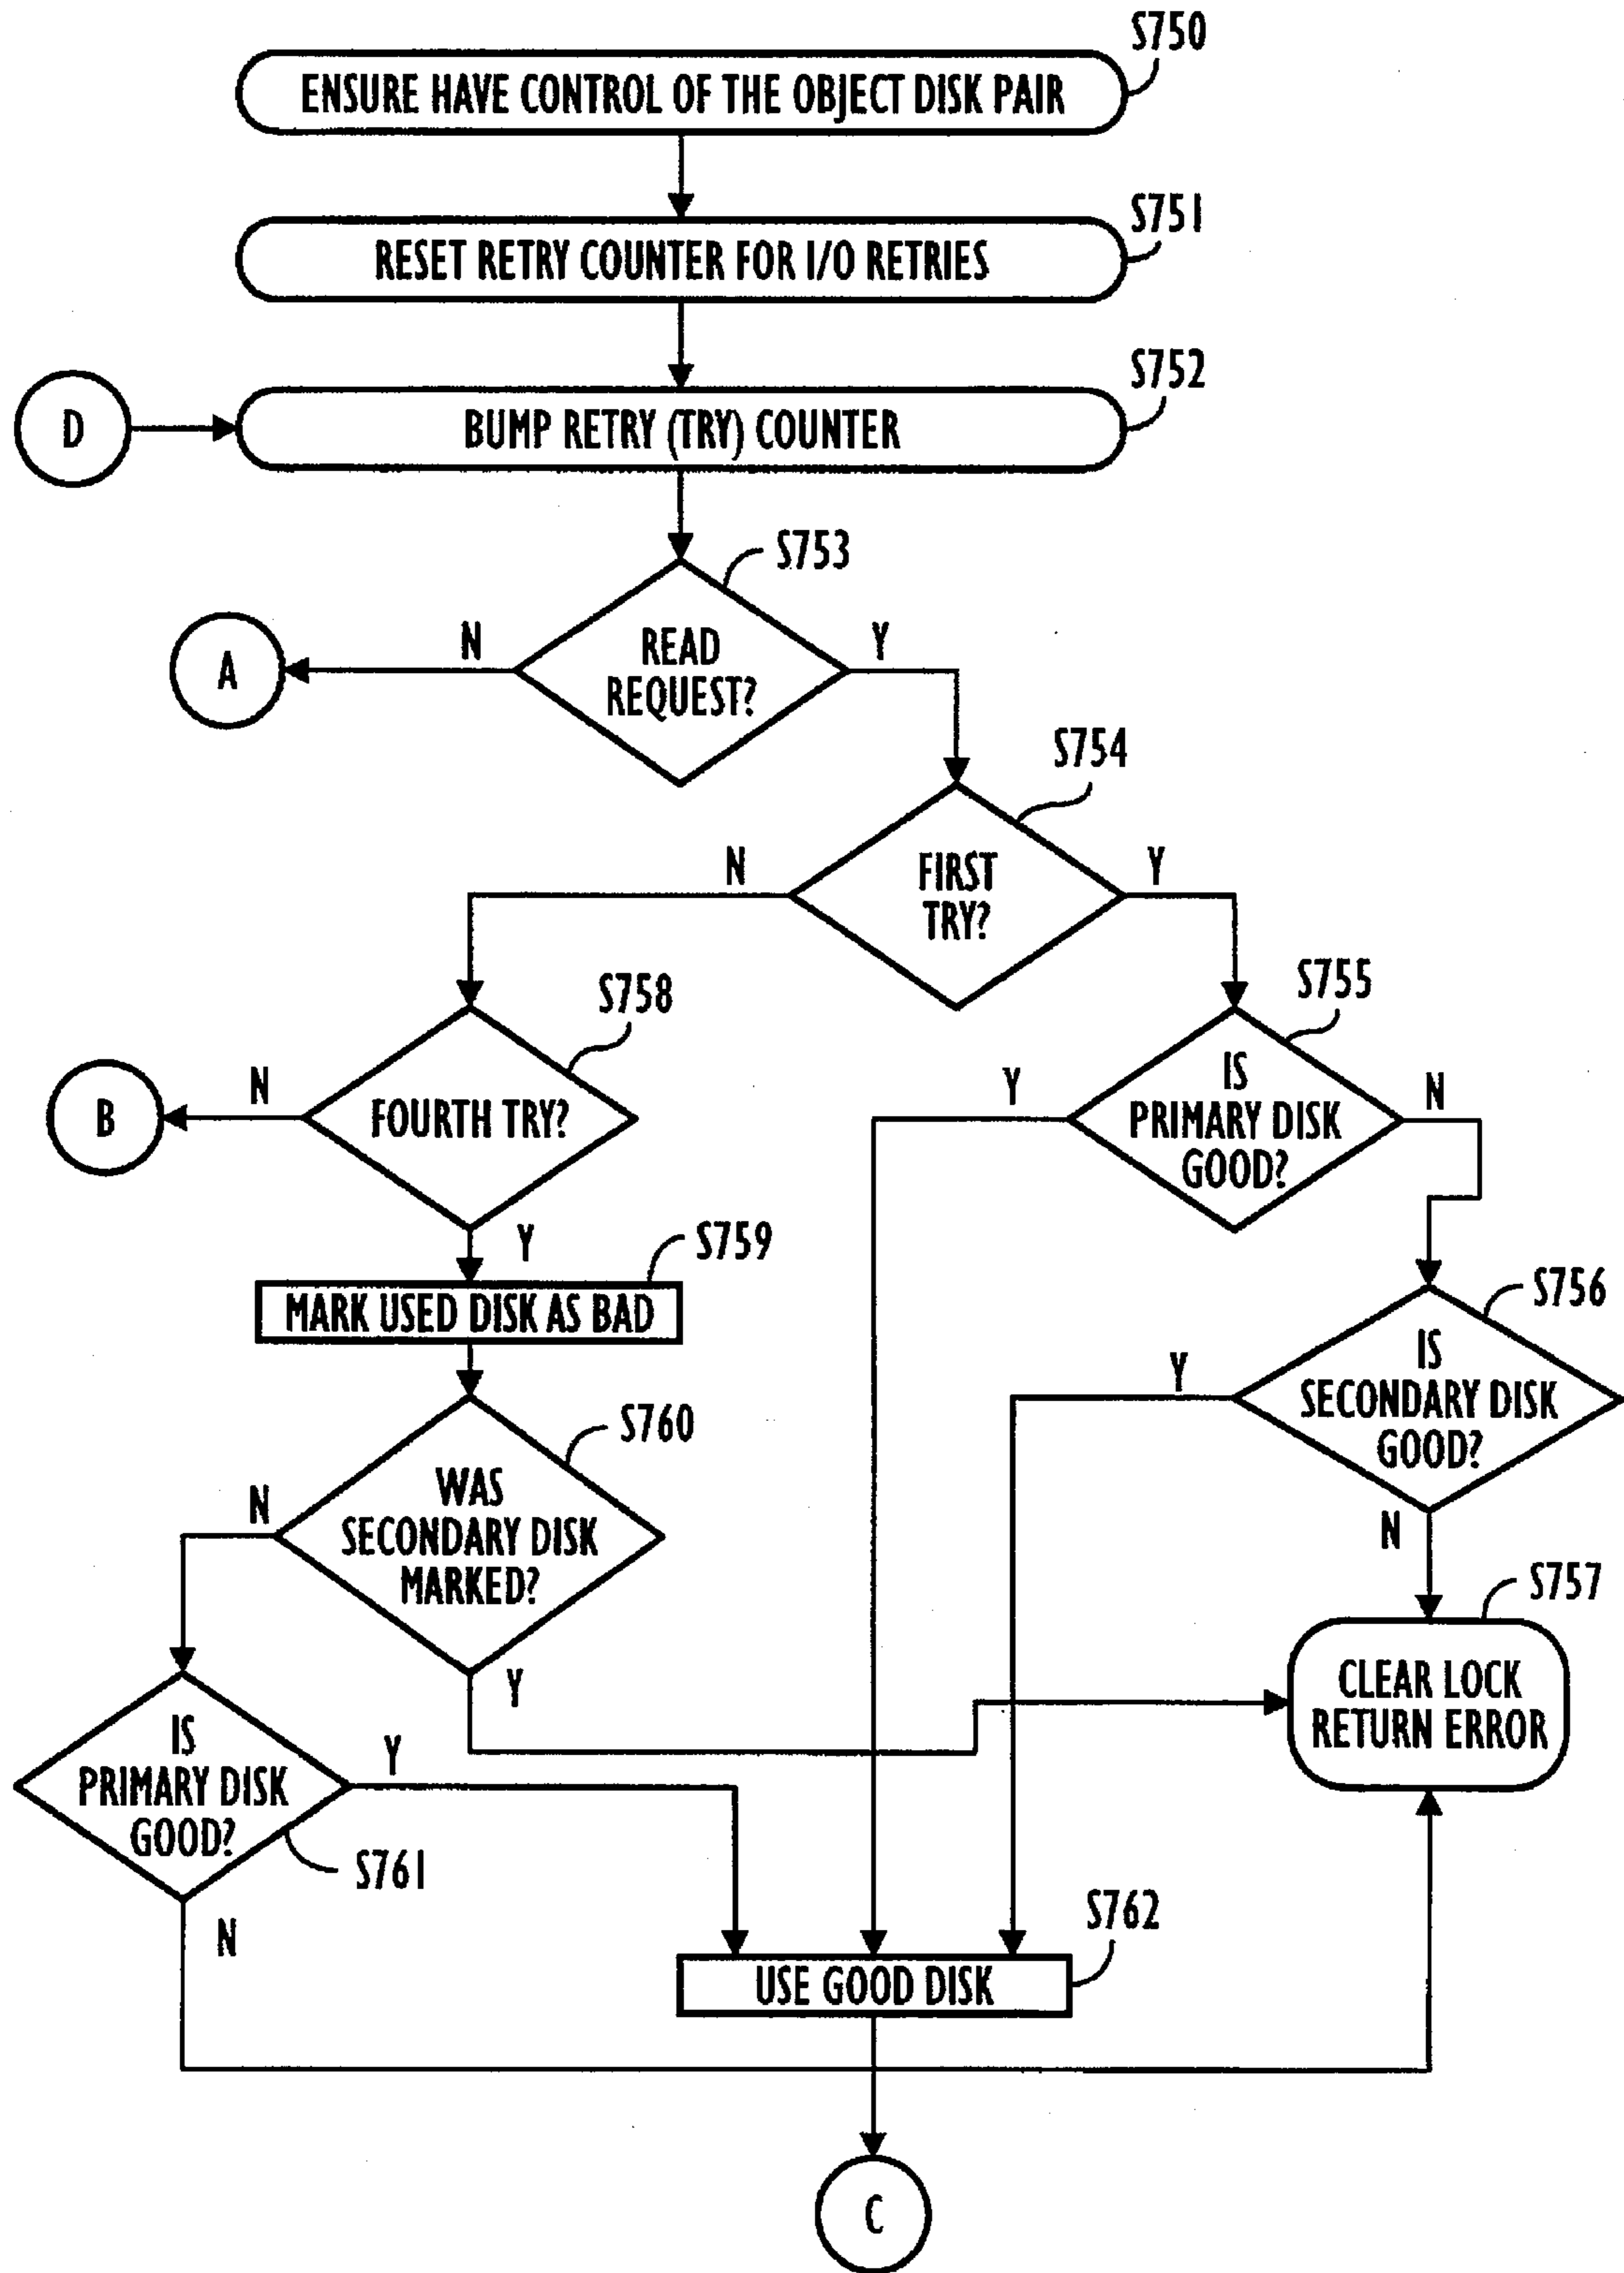 S750
ENSURE HAVE CONTROL OF THE OBJECT DISK PAIR
S751
RESET RETRY COUNTER FOR I/O RETRIES
S752
D
BUMP RETRY (TRY) COUNTER
S753
N
Y
A
READ
REQUEST?
S754
N
Y
FIRST
TRY?
S758
S755
N
B
FOURTH TRY?
Y
N
IS
PRIMARY DISK
GOOD?
Y
S759
MARK USED DISK AS BAD
S756
Y
IS
SECONDARY DISK
GOOD?
S760
N
WAS
SECONDARY DISK
MARKED?
N
S757
Y
CLEAR LOCK
RETURN ERROR
IS
PRIMARY DISK
GOOD?
Y
S761
N
S762
USE GOOD DISK
C